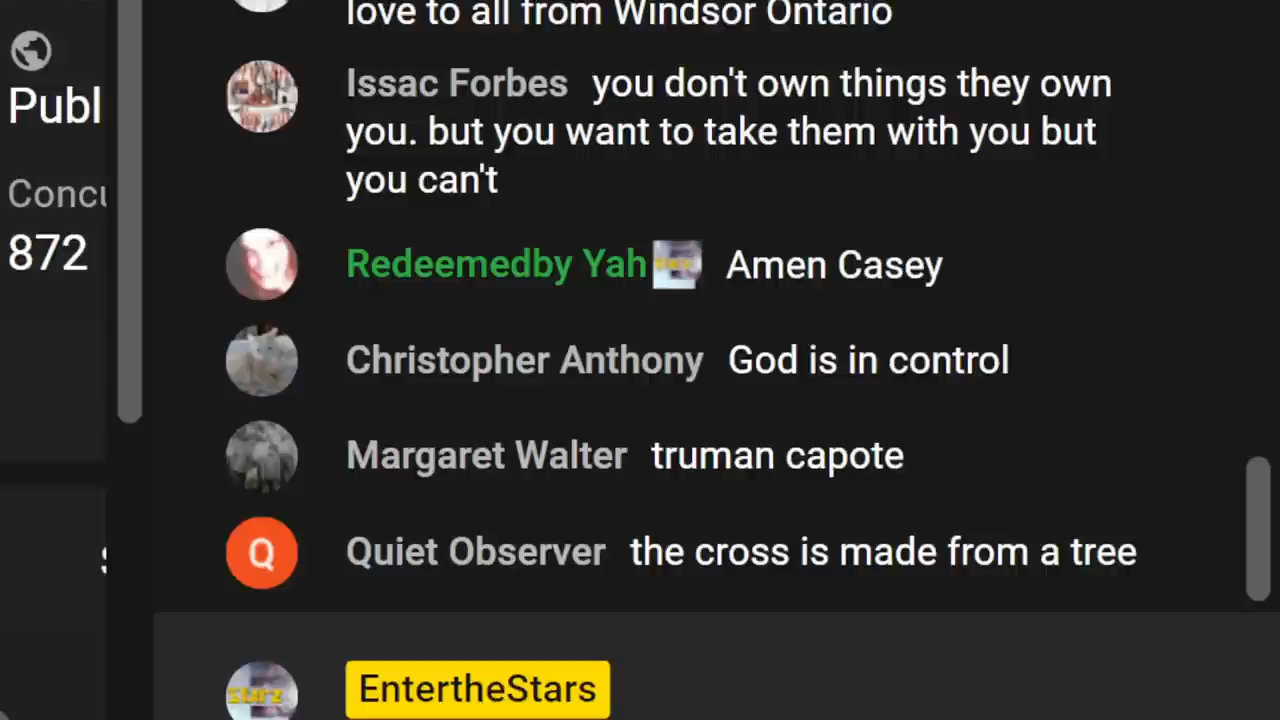 love to all from Windsor Ontario
Publ
Issac Forbes you don't own things they own
you. but you want to take them with you but
you can't
Concu
872
Redeemedby Yah Amen Casey
Christopher Anthony God is in control
Margaret Walter truman capote
Q Quiet Observer the cross is made from a tree
starz EntertheStars